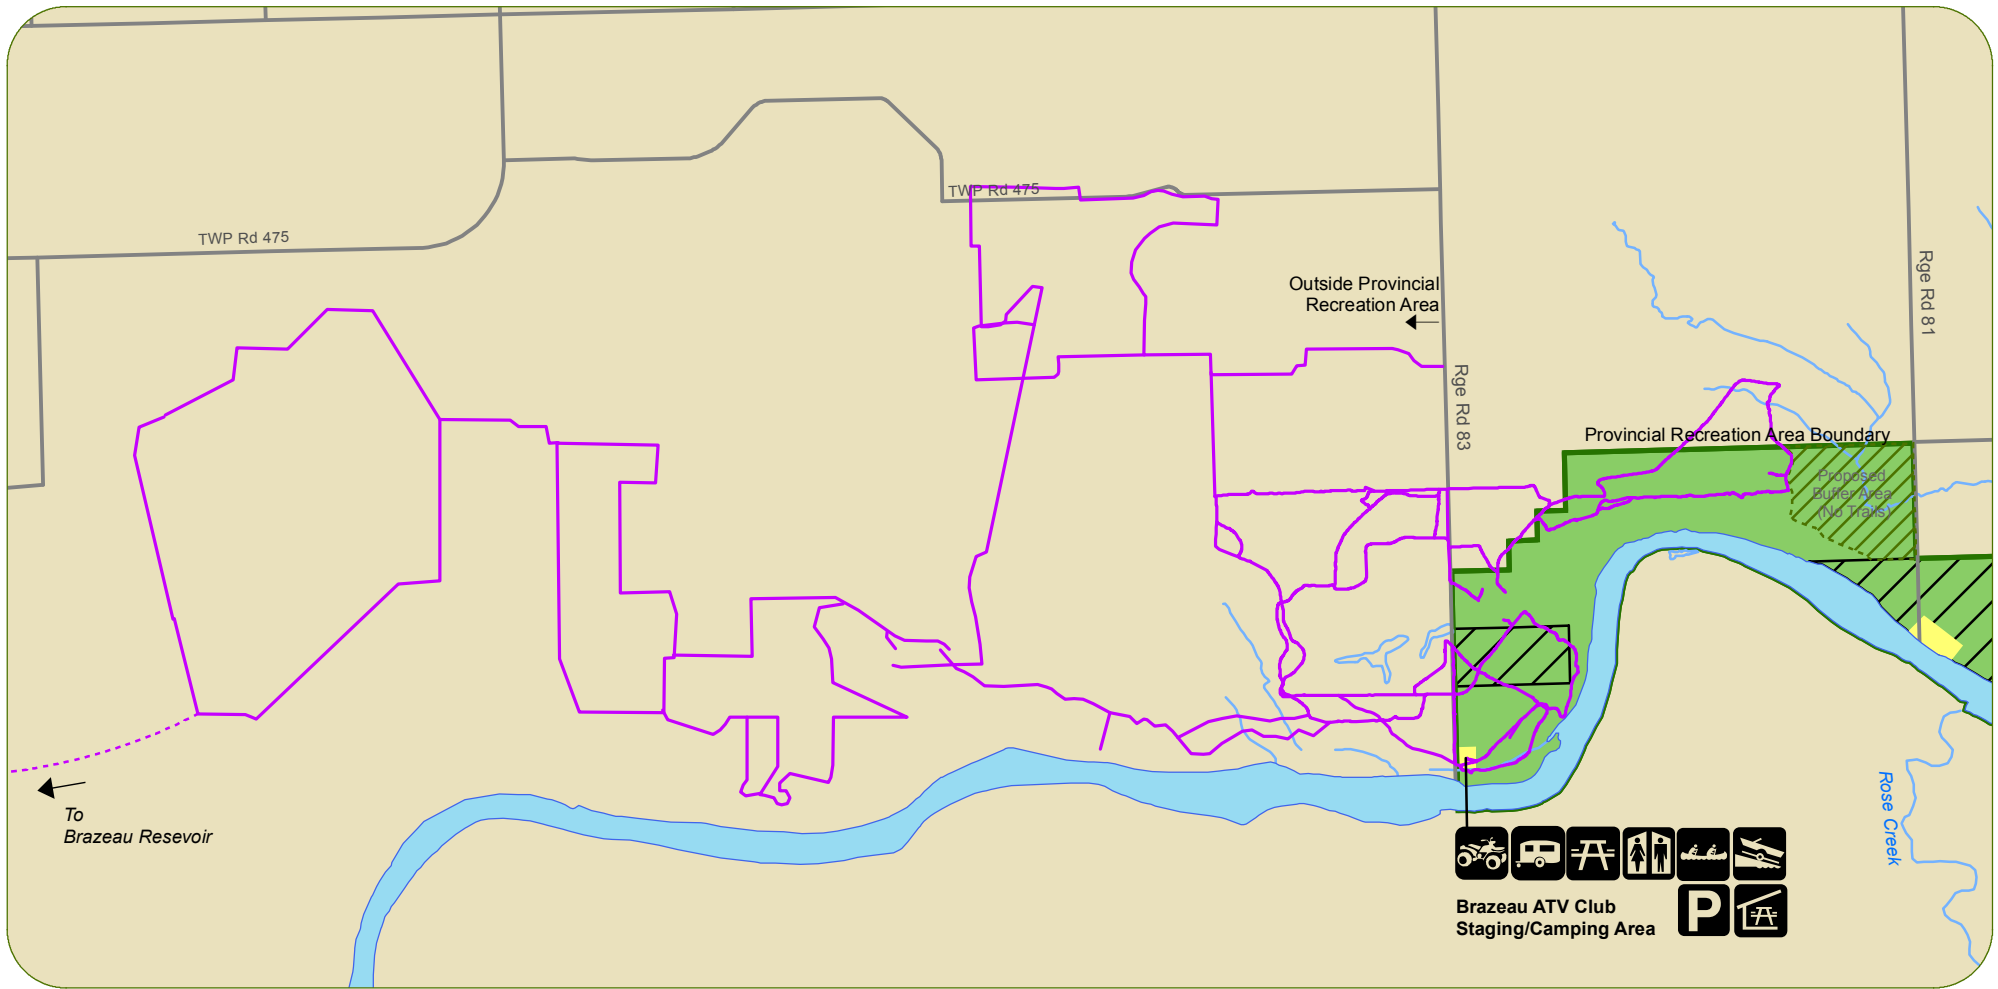 TWP Rd 475
TWP Rd 475
Outside Provincial
Recreation Area
Rge Rd 81
Rge Rd 83
Provincial Recreation Area Boundary
Proposed
Buffer Area
(No Trails)
To
Brazeau Resevoir
Rose Creek
P
Brazeau ATV Club
Staging/Camping Area